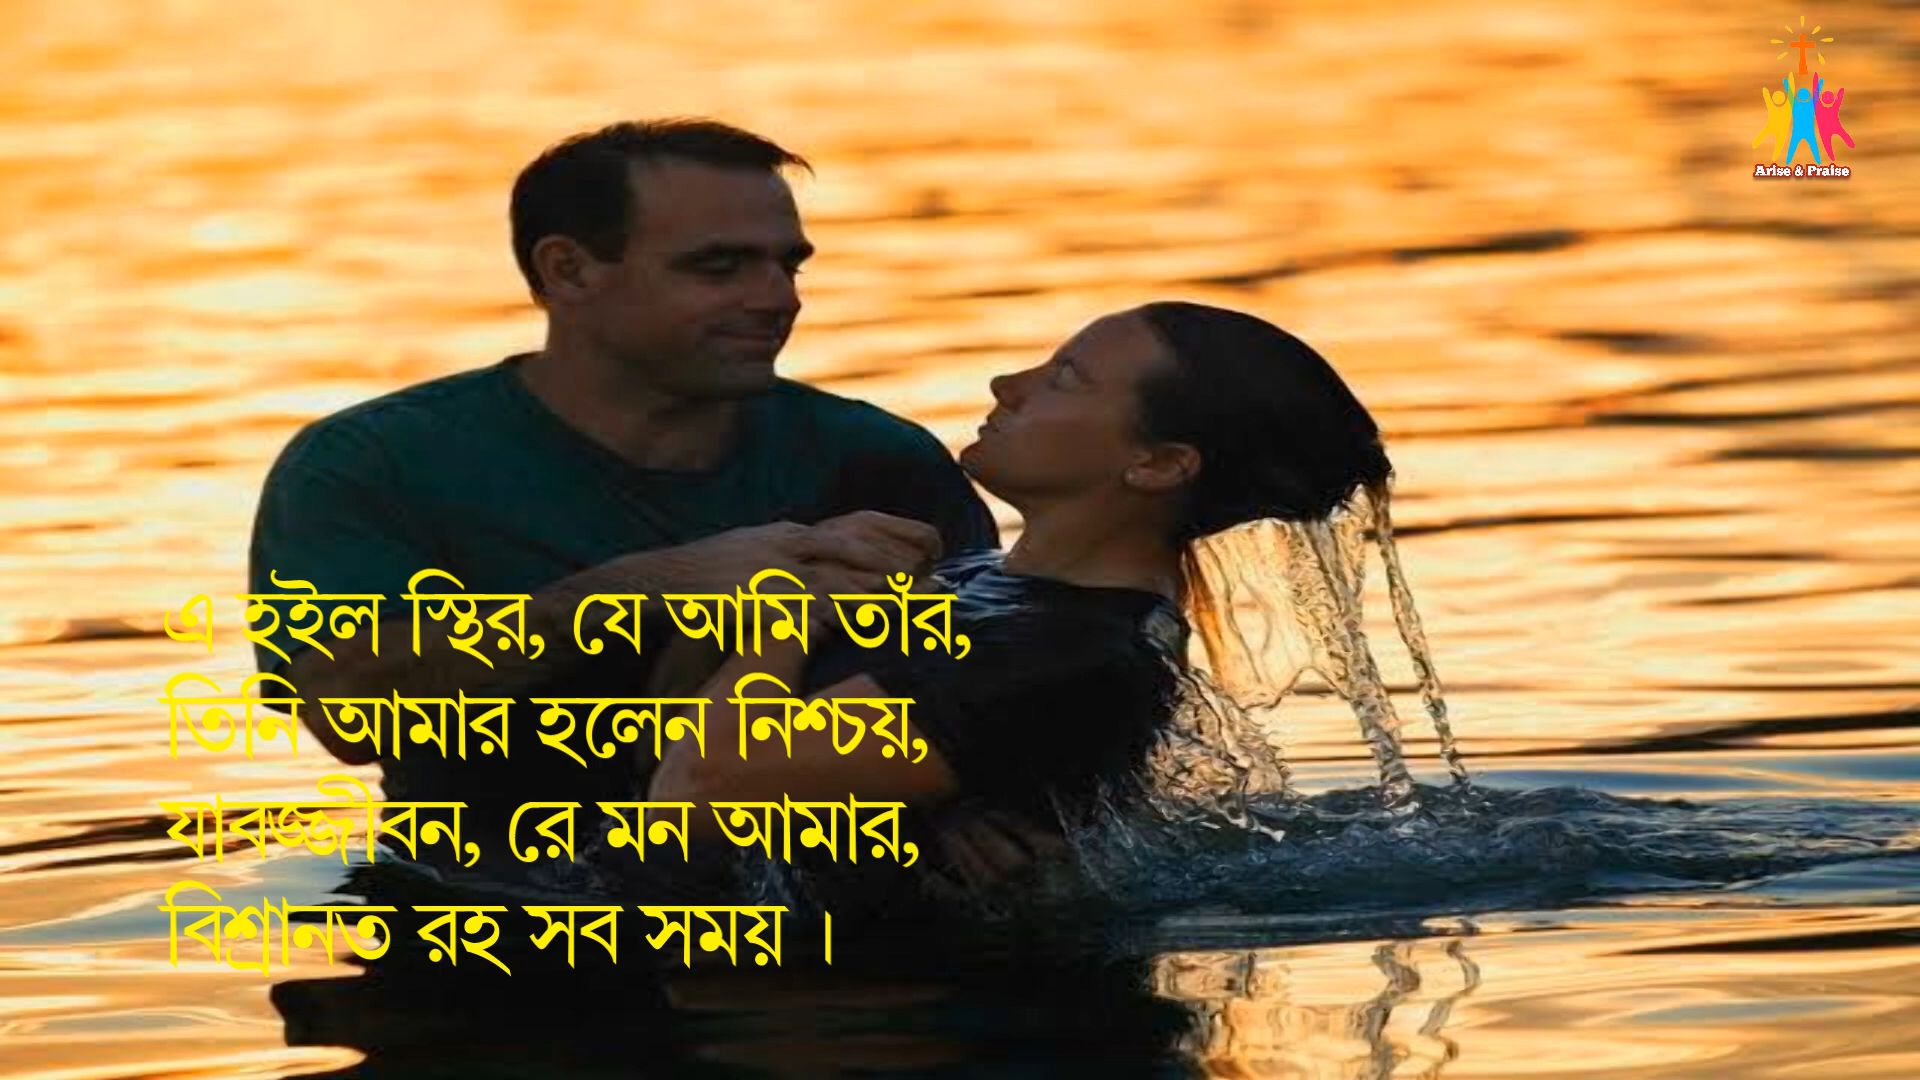 Arise & Praise
এ হইল স্থির, যে আমি তাঁর,
তিনি আমার হলেন নিশ্চয়,
যাবজ্জীবন, রে মন আমার,
বিশ্রানত রহ সব সময় ।